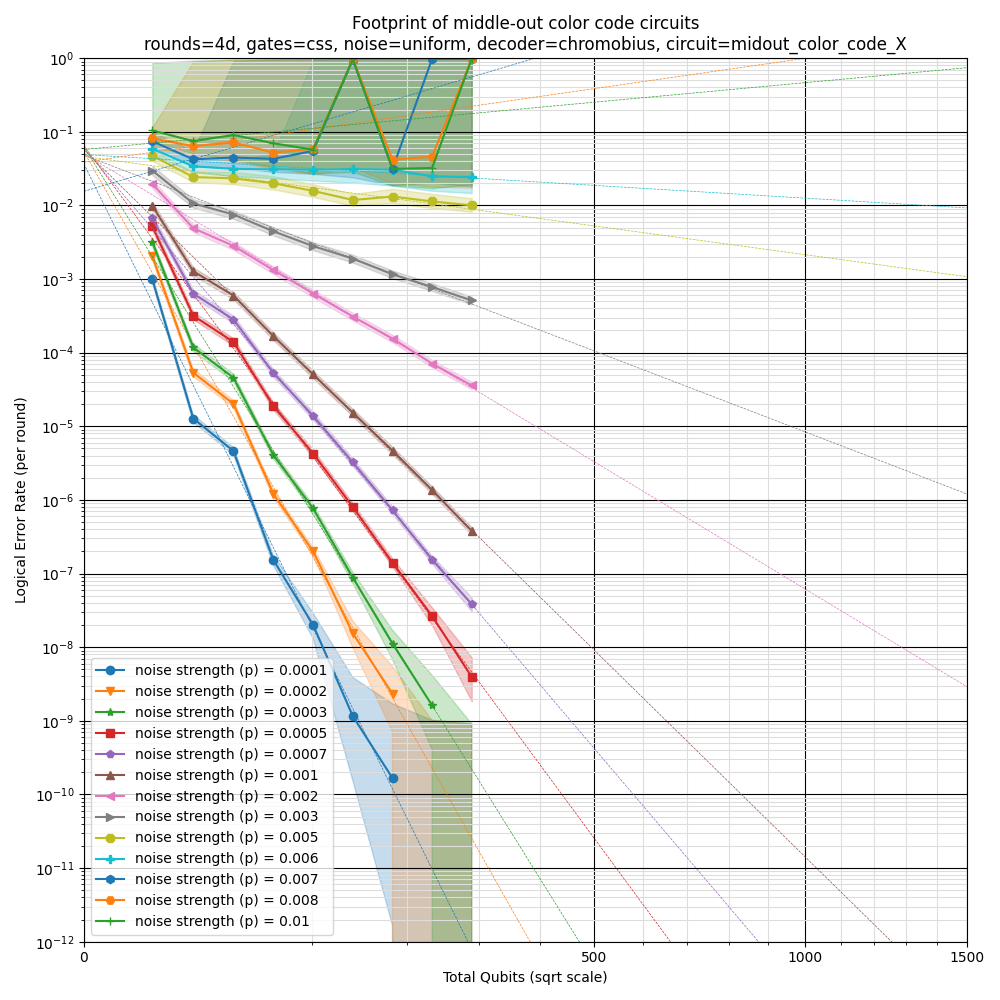 Footprint of middle-out color code circuits
rounds=4d, gates=css, noise=uniform, decoder=chromobius, circuit=midout_color_code_X
Logical Error Rate (per round)
10^0
10^−1
10^−2
10^−3
10^−4
10^−5
10^−6
10^−7
10^−8
10^−9
10^−10
10^−11
10^−12
noise strength (p) = 0.0001
noise strength (p) = 0.0002
noise strength (p) = 0.0003
noise strength (p) = 0.0005
noise strength (p) = 0.0007
noise strength (p) = 0.001
noise strength (p) = 0.002
noise strength (p) = 0.003
noise strength (p) = 0.005
noise strength (p) = 0.006
noise strength (p) = 0.007
noise strength (p) = 0.008
noise strength (p) = 0.01
0 500 1000 1500
Total Qubits (sqrt scale)